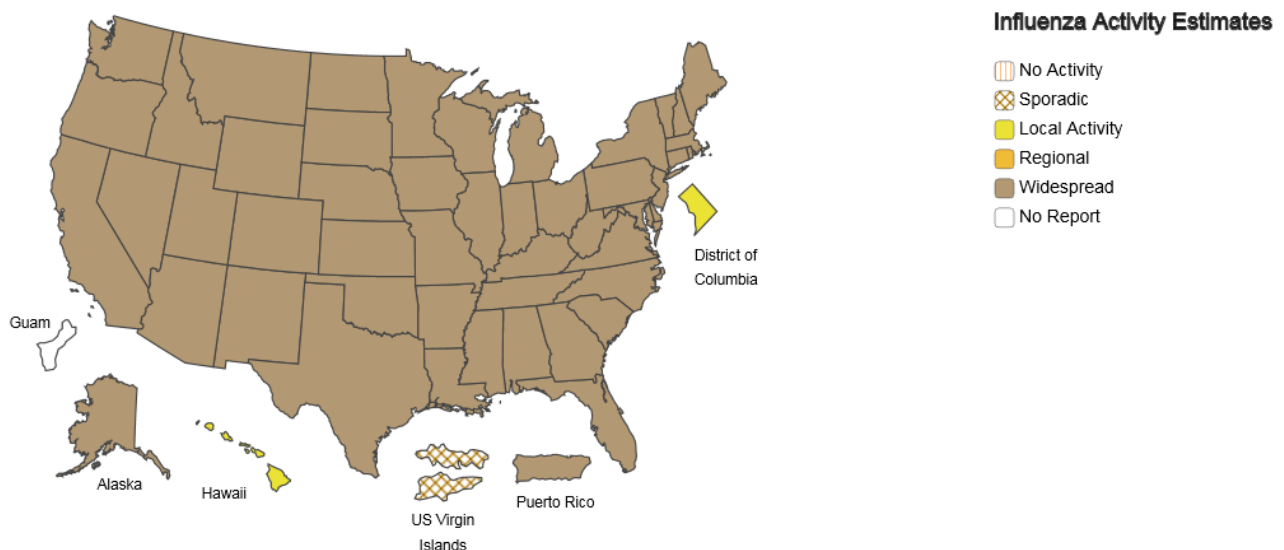 Influenza Activity Estimates
No Activity
Sporadic
Local Activity
Regional
Widespread
No Report
District of
Columbia
Guam
Alaska
Hawaii
US Virgin
Islands
Puerto Rico